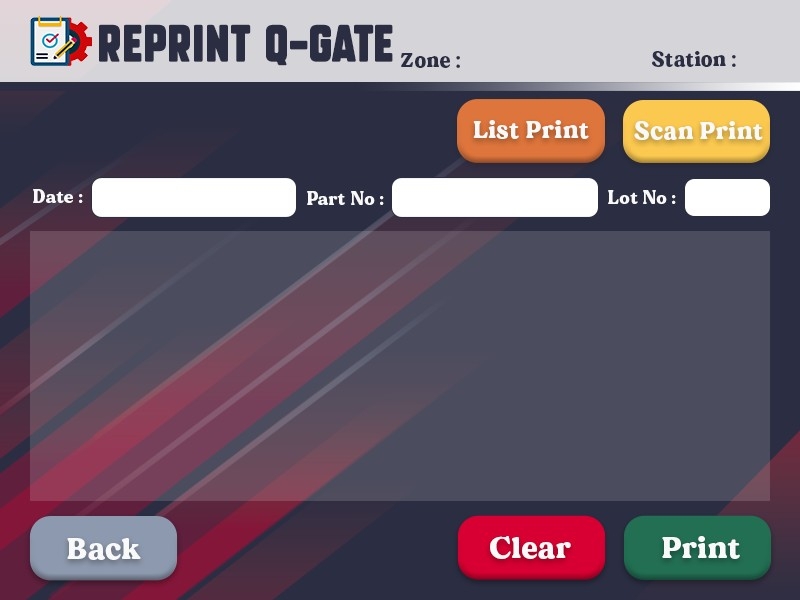 REPRINT Q-GATE Zone : Station :
List Print Scan Print
Date : Part No : Lot No :
Back Clear Print